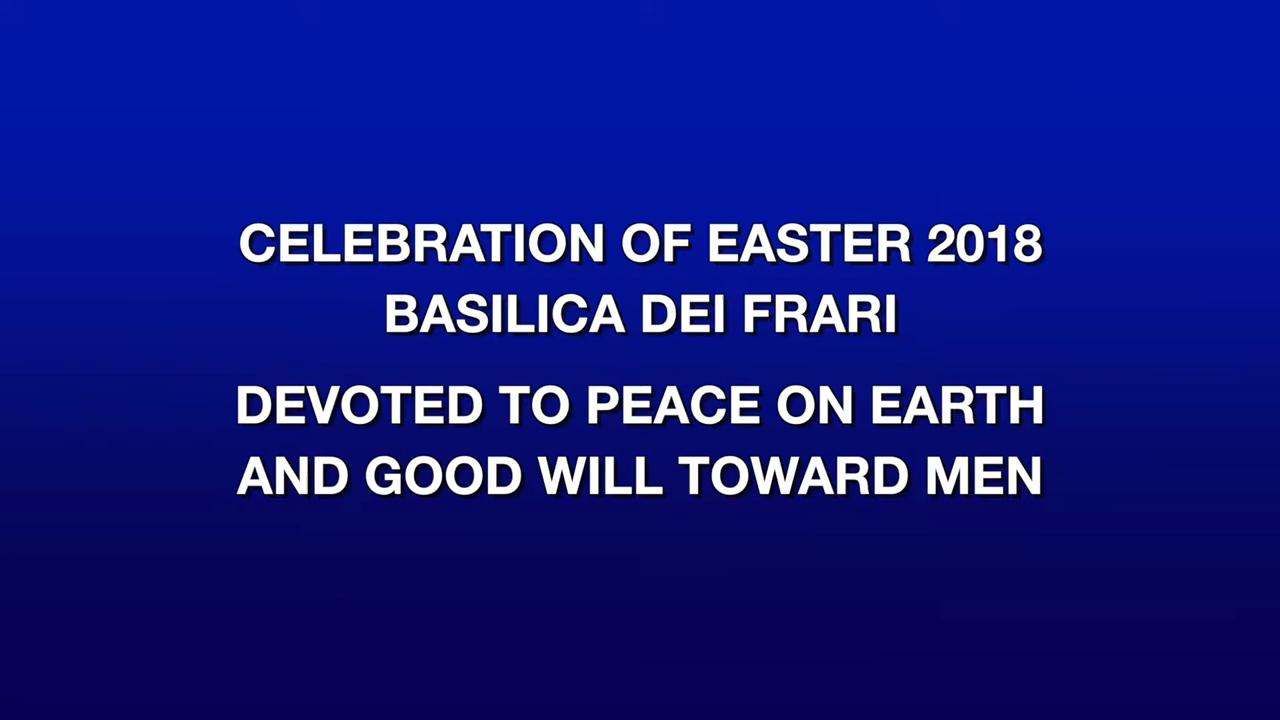 CELEBRATION OF EASTER 2018
BASILICA DEI FRARI
DEVOTED TO PEACE ON EARTH
AND GOOD WILL TOWARD MEN